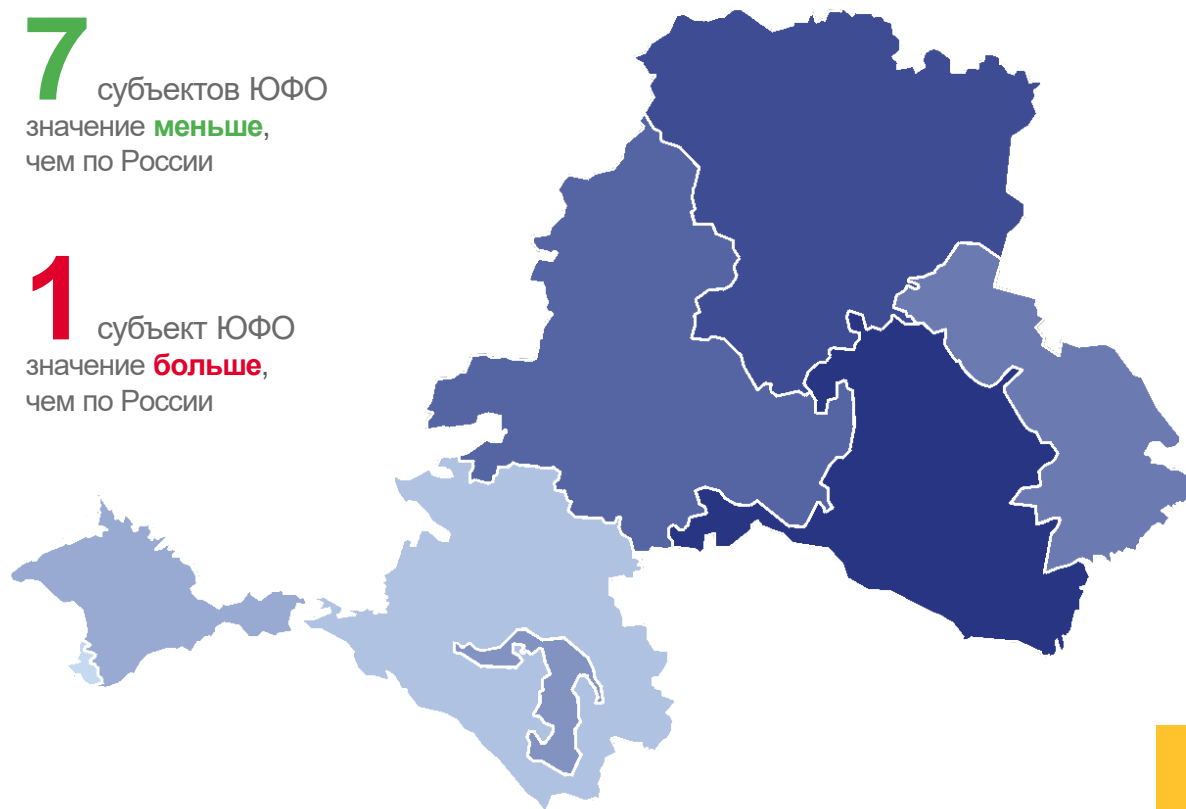 7 субъектов ЮФО
значение меньше,
чем по России
1 субъект ЮФО
значение больше,
чем по России